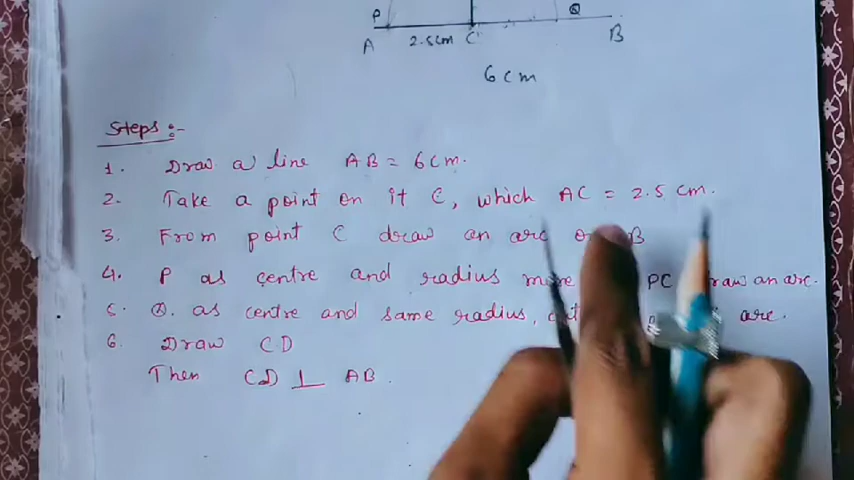 P Q
A 2.5cm C B
6cm
Steps :-
1. Draw a line AB = 6cm.
2. Take a point on it C, which AC = 2.5 cm.
3. From point C draw an arc B
4. P as centre and radius more PC draw an arc.
5. Q. as centre and same radius, arc.
6. Draw CD
Then CD ⊥ AB.